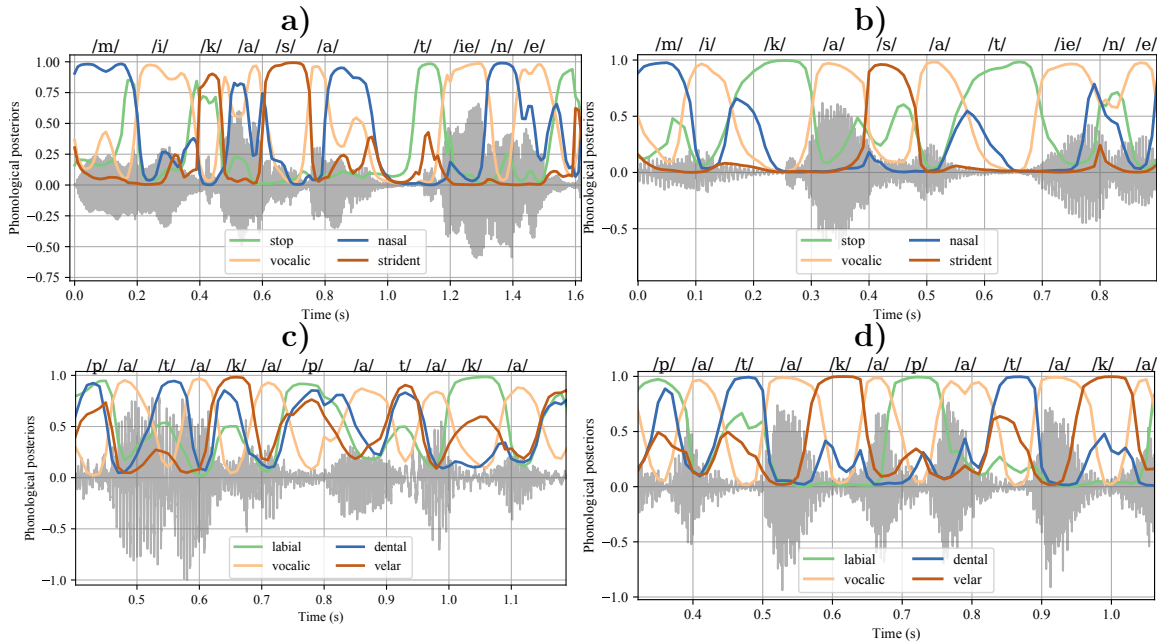 a)
/m/ /i/ /k/ /a/ /s/ /a/ /t/ /ie/ /n/ /e/
Phonological posteriors
1.00
0.75
0.50
0.25
0.00
−0.25
−0.50
−0.75
stop nasal
vocalic strident
0.0 0.2 0.4 0.6 0.8 1.0 1.2 1.4 1.6
Time (s)
b)
/m/ /i/ /k/ /a/ /s/ /a/ /t/ /ie/ /n/ /e/
Phonological posteriors
1.0
0.5
0.0
−0.5
stop nasal
vocalic strident
0.0 0.1 0.2 0.3 0.4 0.5 0.6 0.7 0.8
Time (s)
c)
/p/ /a/ /t/ /a/ /k/ /a/ /p/ /a/ t/ /a/ /k/ /a/
Phonological posteriors
1.0
0.5
0.0
−0.5
−1.0
labial dental
vocalic velar
0.5 0.6 0.7 0.8 0.9 1.0 1.1
Time (s)
d)
/p/ /a/ /t/ /a/ /k/ /a/ /p/ /a/ /t/ /a/ /k/ /a/
Phonological posteriors
1.0
0.5
0.0
−0.5
−1.0
labial dental
vocalic velar
0.4 0.5 0.6 0.7 0.8 0.9 1.0
Time (s)